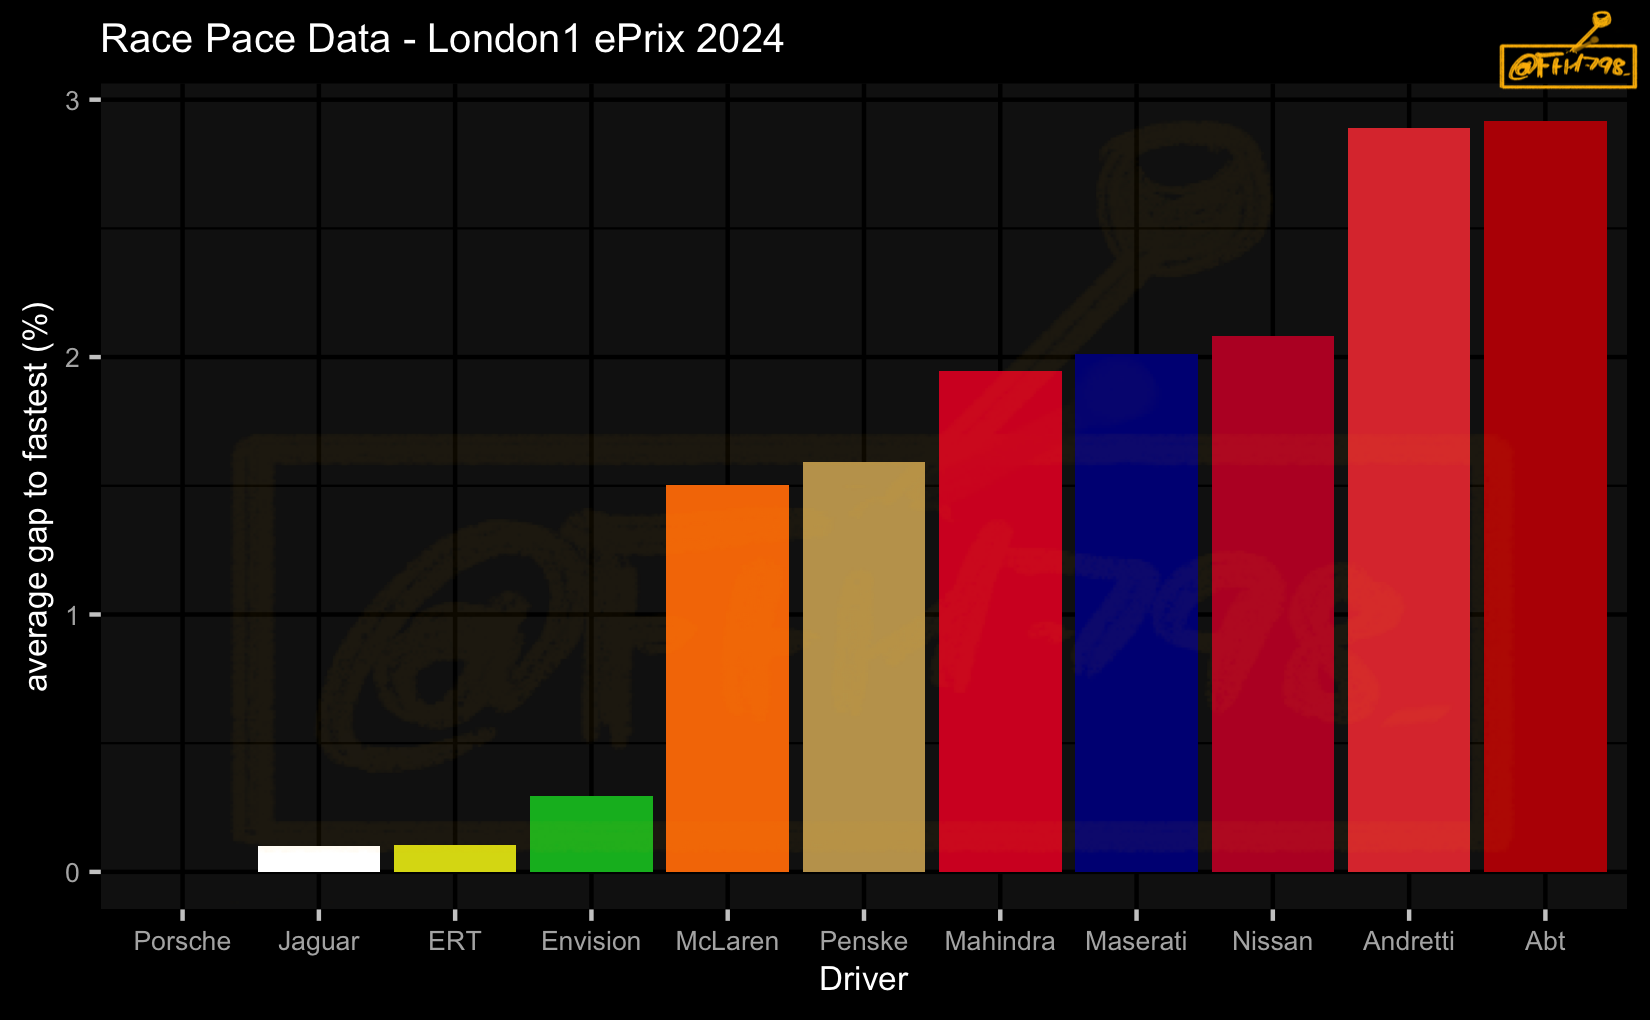 Race Pace Data - London1 ePrix 2024
@FFH798_
average gap to fastest (%)
3
2
1
0
Porsche Jaguar ERT Envision McLaren Penske Mahindra Maserati Nissan Andretti Abt
Driver